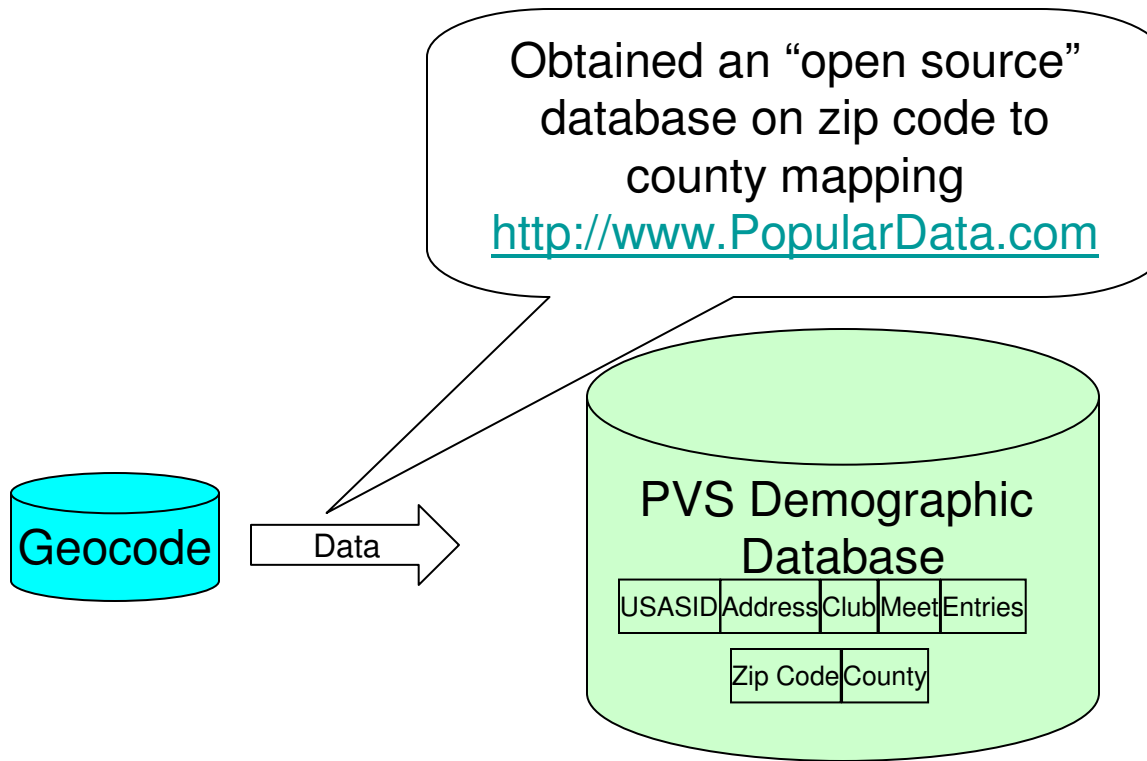 Obtained an “open source”
database on zip code to
county mapping
http://www.PopularData.com
Geocode
Data
PVS Demographic
Database
USASID Address Club Meet Entries
Zip Code County